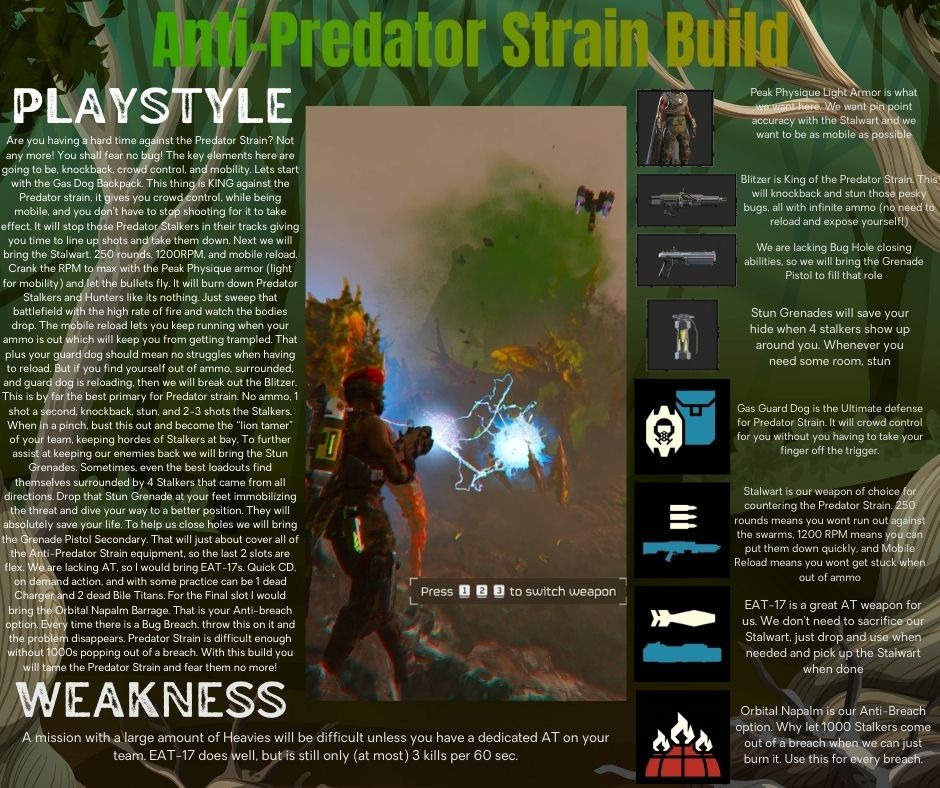 Anti-Predator Strain Build
PLAYSTYLE
Are you having a hard time against the Predator Strain? Not
any more! You shall fear no bug! The key elements here are
going to be, knockback, crowd control, and mobility. Lets start
with the Gas Dog Backpack. This thing is KING against the
Predator strain, it gives you crowd control, while being
mobile, and you don't have to stop shooting for it to take
effect. It will stop those Predator Stalkers in their tracks giving
you time to line up shots and take them down. Next we will
bring the Stalwart. 250 rounds, 1200RPM, and mobile reload.
Crank the RPM to max with the Peak Physique armor (light
for mobility) and let the bullets fly. It will burn down Predator
Stalkers and Hunters like its nothing. Just sweep that
battlefield with the high rate of fire and watch the bodies
drop. The mobile reload lets you keep running when your
ammo is out which will keep you from getting trampled. That
plus your guard dog should mean no struggles when having
to reload. But if you find yourself out of ammo, surrounded,
and guard dog is reloading, then we will break out the Blitzer.
This is by far the best primary for Predator strain. No ammo, 1
shot a second, knockback, stun, and 2-3 shots the Stalkers.
When in a pinch, bust this out and become the "lion tamer"
of your team, keeping hordes of Stalkers at bay. To further
assist at keeping our enemies back we will bring the Stun
Grenades. Sometimes, even the best loadouts find
themselves surrounded by 4 Stalkers that came from all
directions. Drop that Stun Grenade at your feet immobilizing
the threat and dive your way to a better position. They will
absolutely save your life. To help us close holes we will bring
the Grenade Pistol Secondary. That will just about cover all of
the Anti-Predator Strain equipment, so the last 2 slots are
flex. We are lacking AT, so I would bring EAT-17s. Quick CD,
on demand action, and with some practice can be 1 dead
Charger and 2 dead Bile Titans. For the Final slot I would
bring the Orbital Napalm Barrage. That is your Anti-breach
option. Every time there is a Bug Breach, throw this on it and
the problem disappears. Predator Strain is difficult enough
without 1000s popping out of a breach. With this build you
will tame the Predator Strain and fear them no more!
WEAKNESS
A mission with a large amount of Heavies will be difficult unless you have a dedicated AT on your
team. EAT-17 does well, but is still only (at most) 3 kills per 60 sec.
Press 1 2 3 to switch weapon
Peak Physique Light Armor is what
we want here. We want pin point
accuracy with the Stalwart and we
want to be as mobile as possible
Blitzer is King of the Predator Strain. This
will knockback and stun those pesky
bugs, all with infinite ammo (no need to
reload and expose yourself!)
We are lacking Bug Hole closing
abilities, so we will bring the Grenade
Pistol to fill that role
Stun Grenades will save your
hide when 4 stalkers show up
around you. Whenever you
need some room, stun
Gas Guard Dog is the Ultimate defense
for Predator Strain. It will crowd control
for you without you having to take your
finger off the trigger.
Stalwart is our weapon of choice for
countering the Predator Strain. 250
rounds means you wont run out against
the swarms, 1200 RPM means you can
put them down quickly, and Mobile
Reload means you wont get stuck when
out of ammo
EAT-17 is a great AT weapon for
us. We don't need to sacrifice our
Stalwart, just drop and use when
needed and pick up the Stalwart
when done
Orbital Napalm is our Anti-Breach
option. Why let 1000 Stalkers come
out of a breach when we can just
burn it. Use this for every breach.